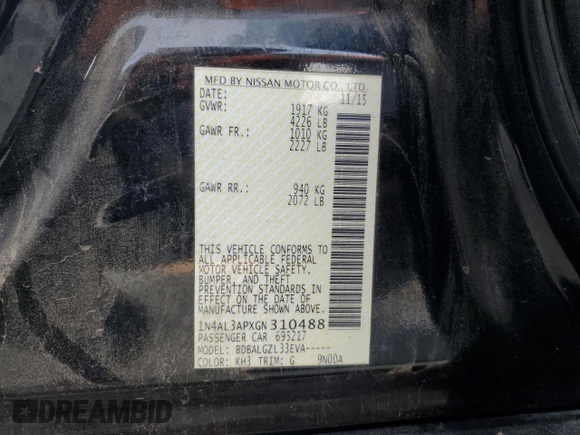 MFD BY NISSAN MOTOR CO., LTD.
DATE: 11/15
GVWR: 1917 KG
4226 LB
GAWR FR.: 1010 KG
2227 LB
GAWR RR.: 940 KG
2072 LB
THIS VEHICLE CONFORMS TO
ALL APPLICABLE FEDERAL
MOTOR VEHICLE SAFETY,
BUMPER, AND THEFT
PREVENTION STANDARDS IN
EFFECT ON THE DATE OF
MANUFACTURE SHOWN ABOVE.
1N4AL3APXGN310488
PASSENGER CAR 695217
MODEL: BDBALGZL33EVA-----
COLOR: KH3 TRIM: G 9N00A
DREAMBID